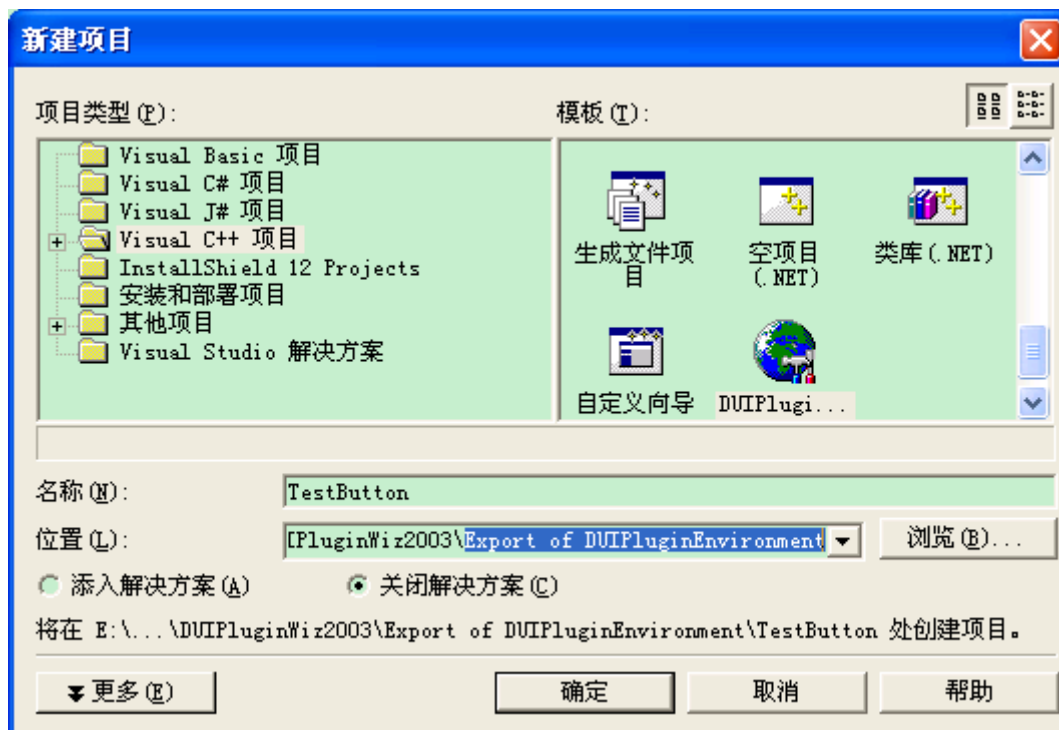 新建项目
项目类型(P):
模板(T):
Visual Basic 项目
Visual C# 项目
Visual J# 项目
Visual C++ 项目
InstallShield 12 Projects
安装和部署项目
其他项目
Visual Studio 解决方案
生成文件项
目
空项目
(.NET)
类库(.NET)
自定义向导
DUIPlugi...
名称(N):
TestButton
位置(L):
IPluginWiz2003\Export of DUIPluginEnvironment
浏览(B)...
添入解决方案(A)
关闭解决方案(C)
将在 E:\...\DUIPluginWiz2003\Export of DUIPluginEnvironment\TestButton 处创建项目。
更多(E)
确定
取消
帮助